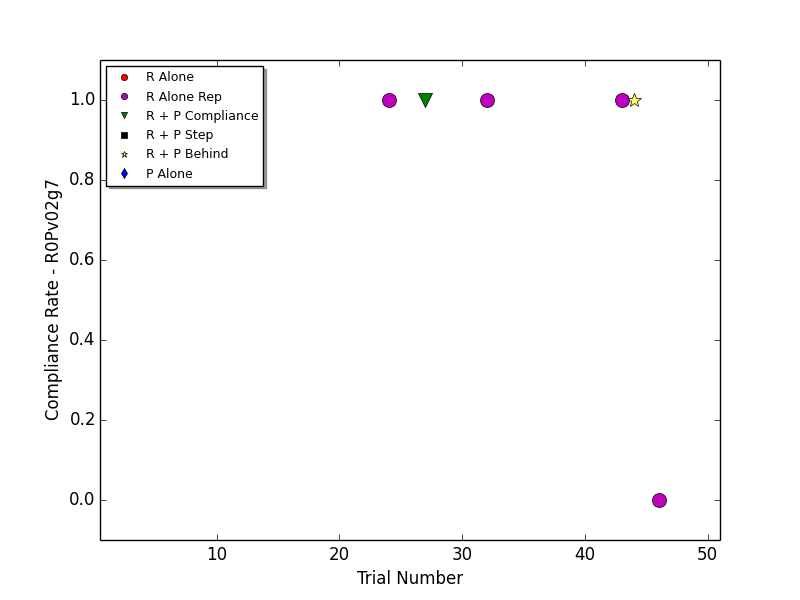 R Alone
R Alone Rep
R + P Compliance
R + P Step
R + P Behind
P Alone
1.0
0.8
0.6
0.4
0.2
0.0
Compliance Rate - R0Pv02g7
10 20 30 40 50
Trial Number